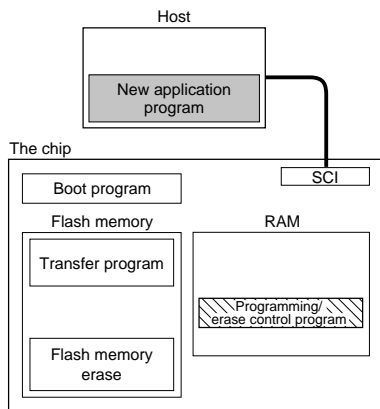 Host
New application
program
The chip
SCI
Boot program
Flash memory
RAM
Transfer program
Programming/
erase control program
Flash memory
erase